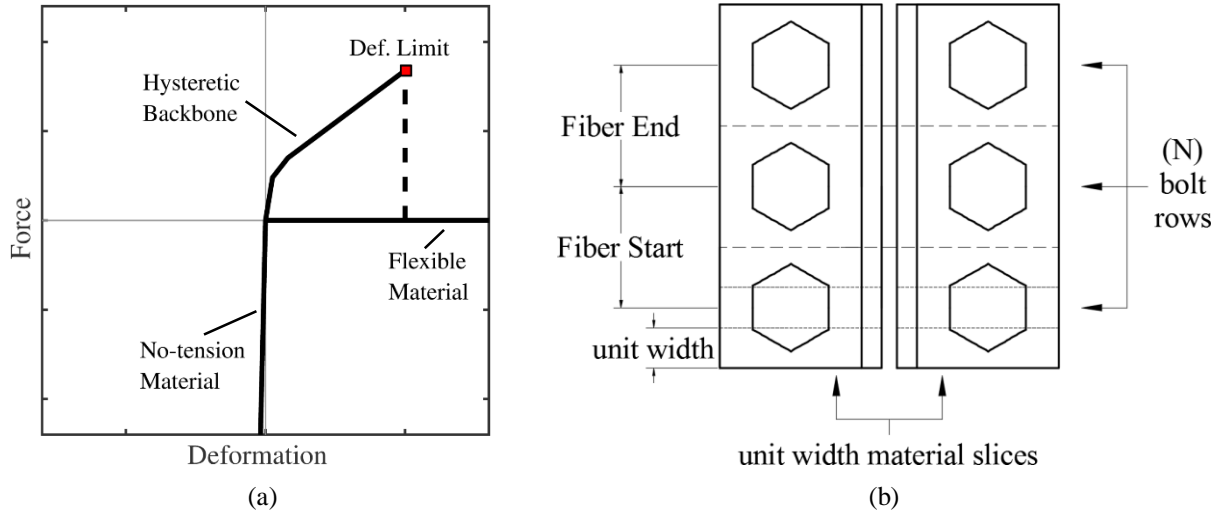 Def. Limit
Hysteretic
Backbone
Force
Flexible
Material
No-tension
Material
Deformation
(a)
Fiber End
Fiber Start
unit width
(N)
bolt
rows
unit width material slices
(b)